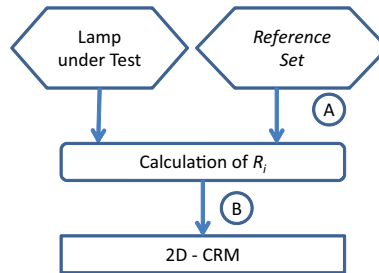 Lamp
under Test
Reference
Set
A
Calculation of Ri
B
2D - CRM